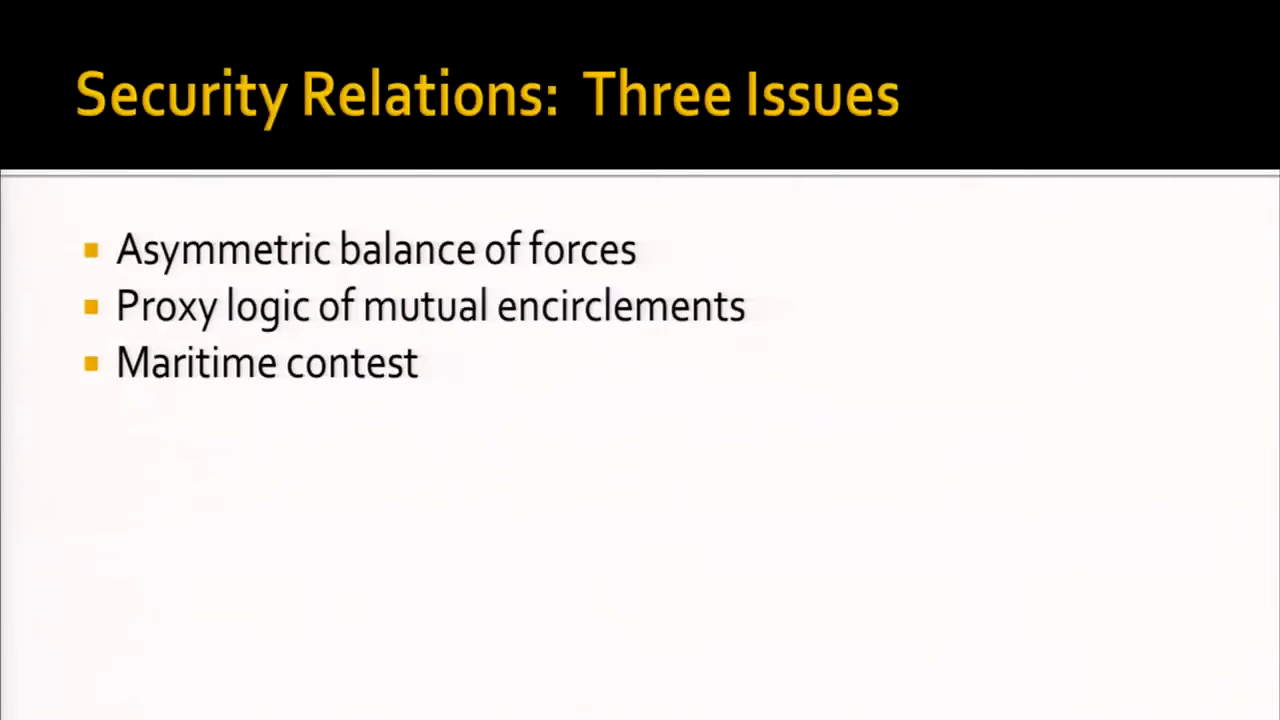 Security Relations: Three Issues
Asymmetric balance of forces
Proxy logic of mutual encirclements
Maritime contest